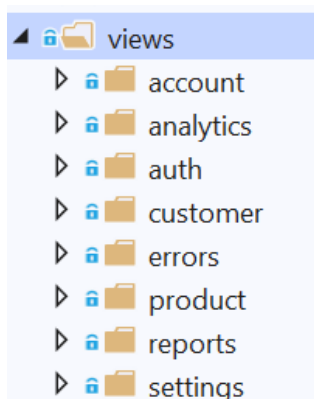 views
account
analytics
auth
customer
errors
product
reports
settings